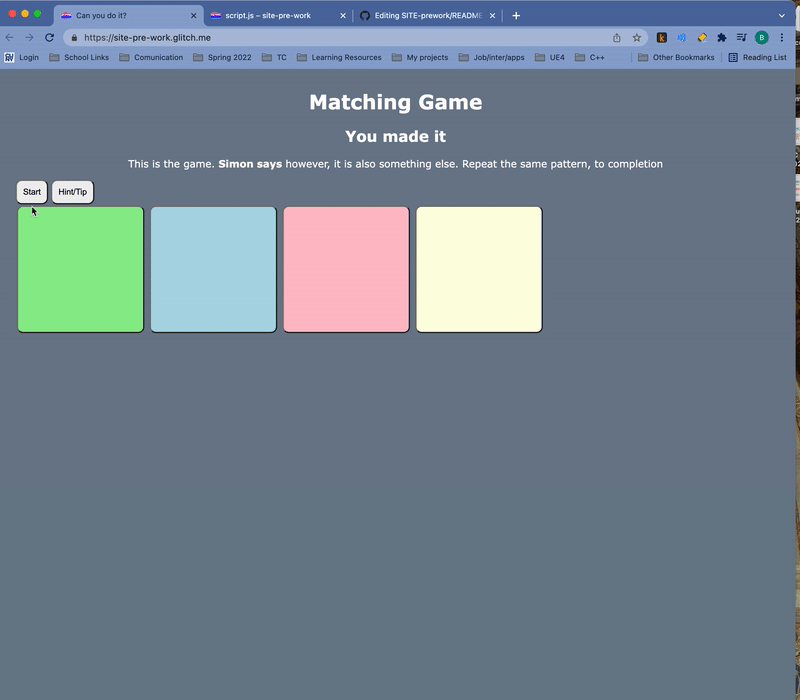 Can you do it?
script.js – site-pre-work
Editing SITE-prework/README
https://site-pre-work.glitch.me
B
Login School Links Comunication Spring 2022 TC Learning Resources My projects Job/inter/apps UE4 C++ Other Bookmarks Reading List
Matching Game
You made it
This is the game. Simon says however, it is also something else. Repeat the same pattern, to completion
Start Hint/Tip